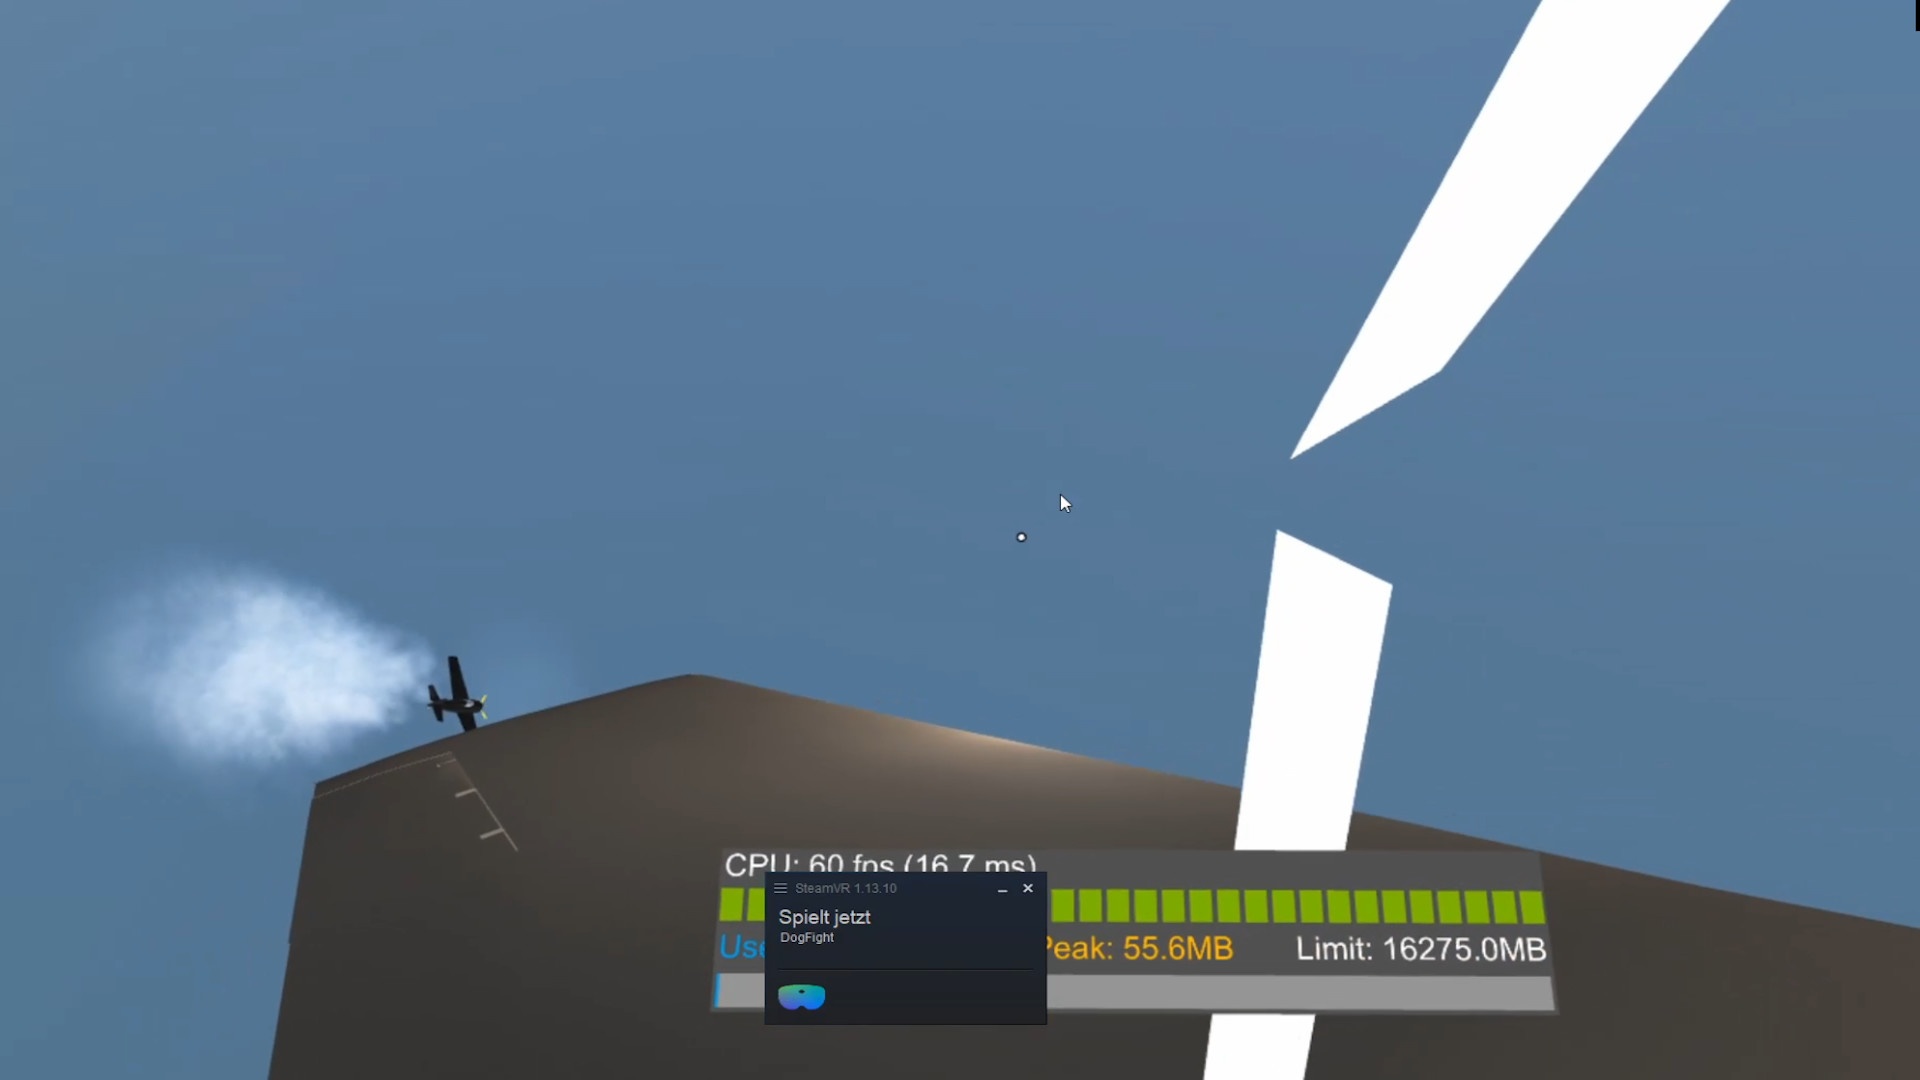 CPU: 60 fps (16.7 ms)
SteamVR 1.13.10
Spielt jetzt
DogFight
Use
Peak: 55.6MB
Limit: 16275.0MB